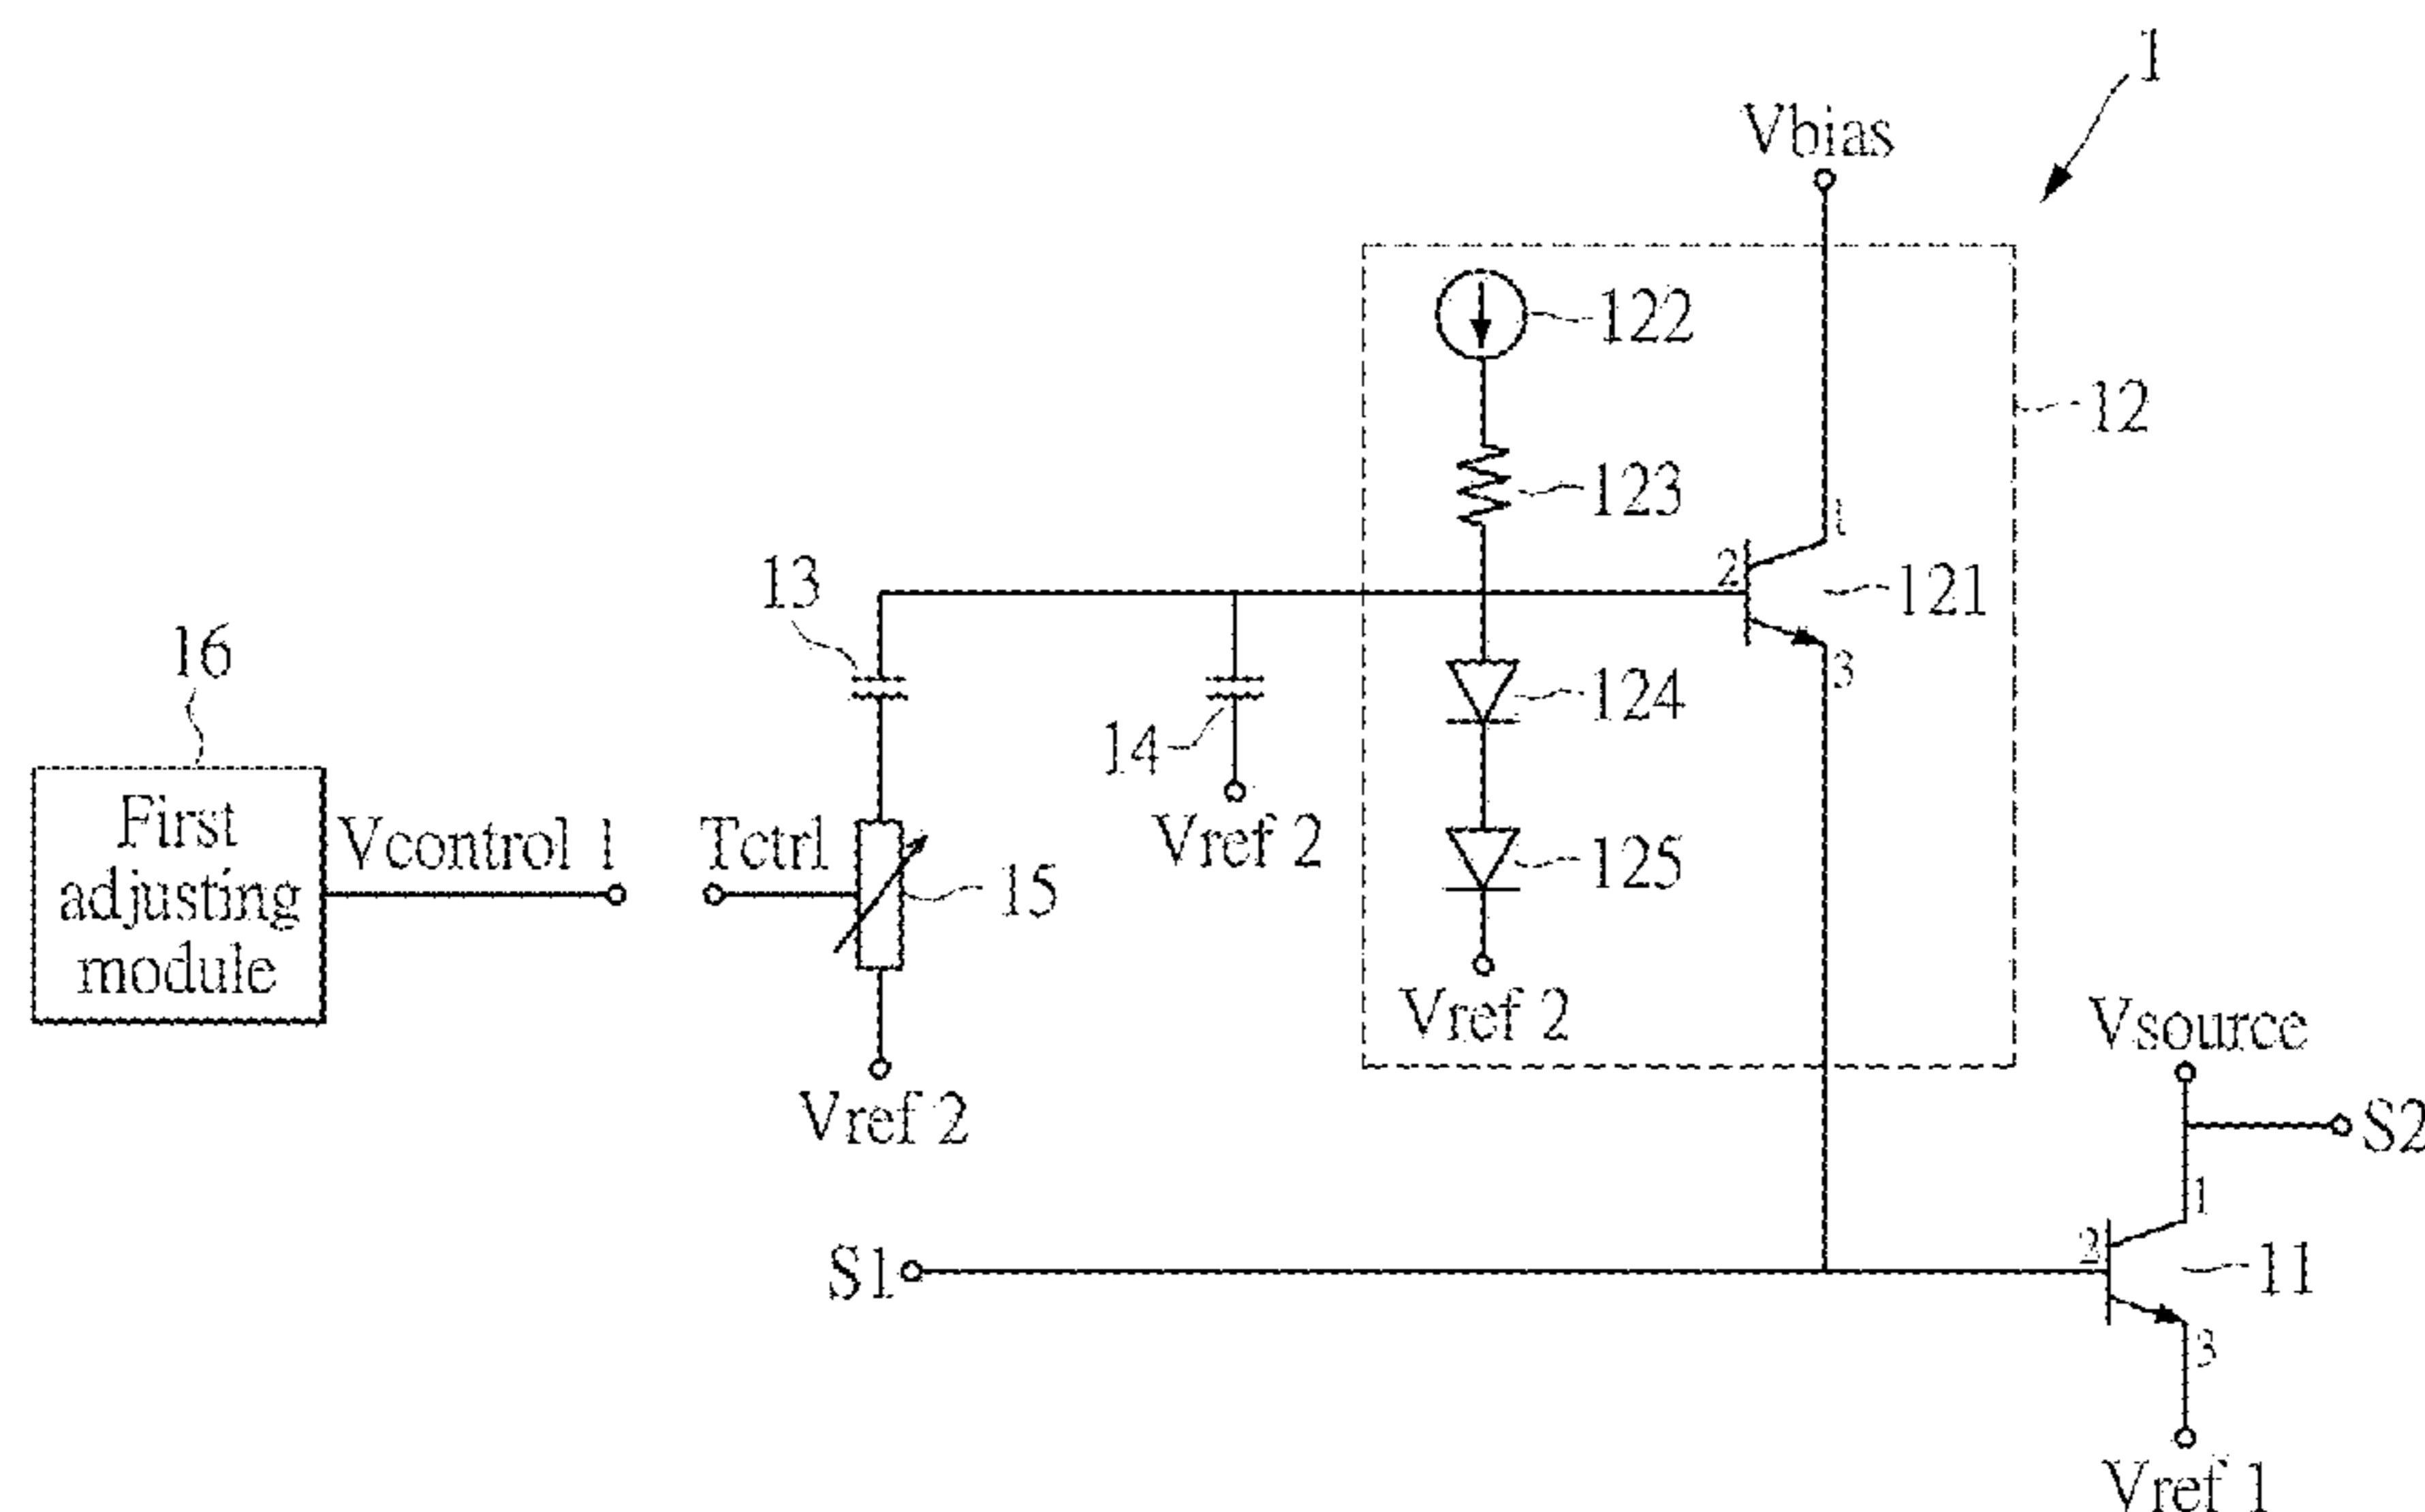 1
Vbias
122
12
123
1
2
121
13
3
16
124
14
First
adjusting
module
Vcontrol 1
Tctrl
Vref 2
125
15
Vref 2
Vsource
Vref 2
S2
1
2
S1
11
3
Vref 1